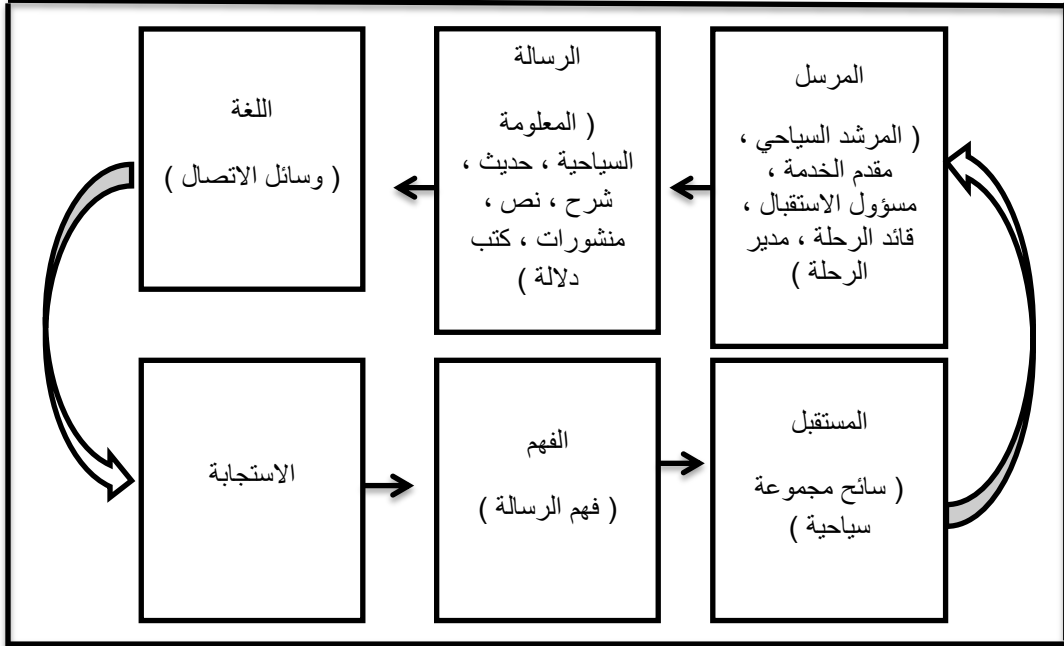 المرسل
( المرشد السياحي ،
مقدم الخدمة ،
مسؤول الاستقبال ،
قائد الرحلة ، مدير
الرحلة )
الرسالة
( المعلومة
السياحية ، حديث ،
شرح ، نص ،
منشورات ، كتب
دلالة )
اللغة
( وسائل الاتصال )
الاستجابة
الفهم
( فهم الرسالة )
المستقبل
( سائح مجموعة
سياحية )